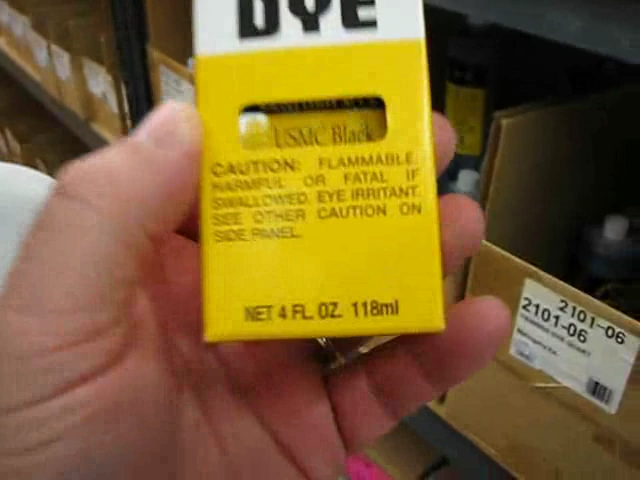 DYE
USMC Black
CAUTION: FLAMMABLE.
HARMFUL OR FATAL IF
SWALLOWED. EYE IRRITANT.
SEE OTHER CAUTION ON
SIDE PANEL.
NET 4 FL. OZ. 118ml
2101-06
2101-06